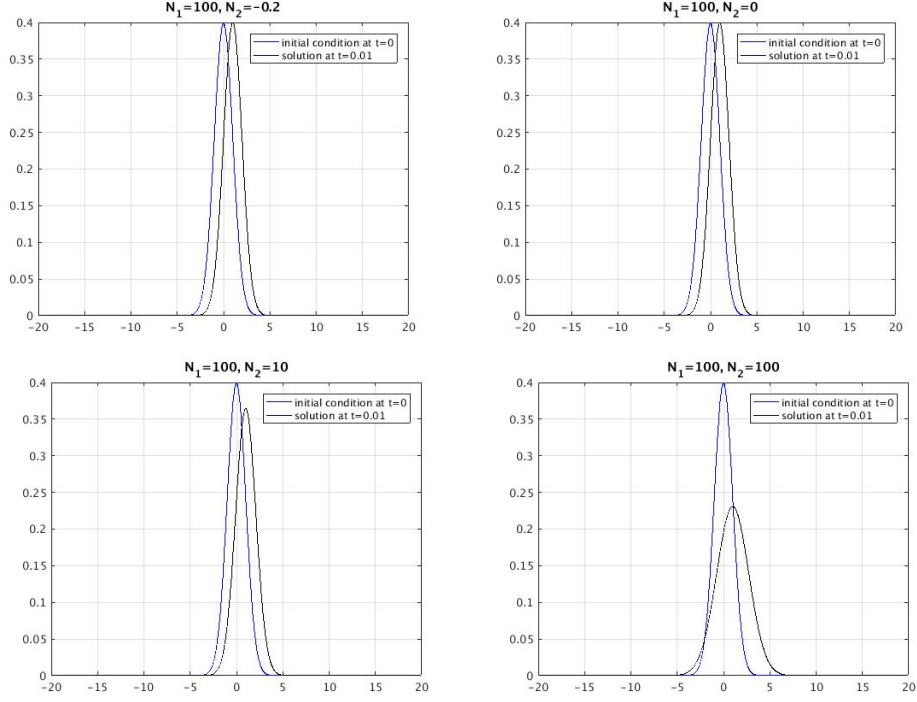 N₁=100, N₂=−0.2
0.4
0.35
0.3
0.25
0.2
0.15
0.1
0.05
0
−20 −15 −10 −5 0 5 10 15 20
initial condition at t=0
solution at t=0.01
N₁=100, N₂=0
0.4
0.35
0.3
0.25
0.2
0.15
0.1
0.05
0
−20 −15 −10 −5 0 5 10 15 20
initial condition at t=0
solution at t=0.01
N₁=100, N₂=10
0.4
0.35
0.3
0.25
0.2
0.15
0.1
0.05
0
−20 −15 −10 −5 0 5 10 15 20
initial condition at t=0
solution at t=0.01
N₁=100, N₂=100
0.4
0.35
0.3
0.25
0.2
0.15
0.1
0.05
0
−20 −15 −10 −5 0 5 10 15 20
initial condition at t=0
solution at t=0.01